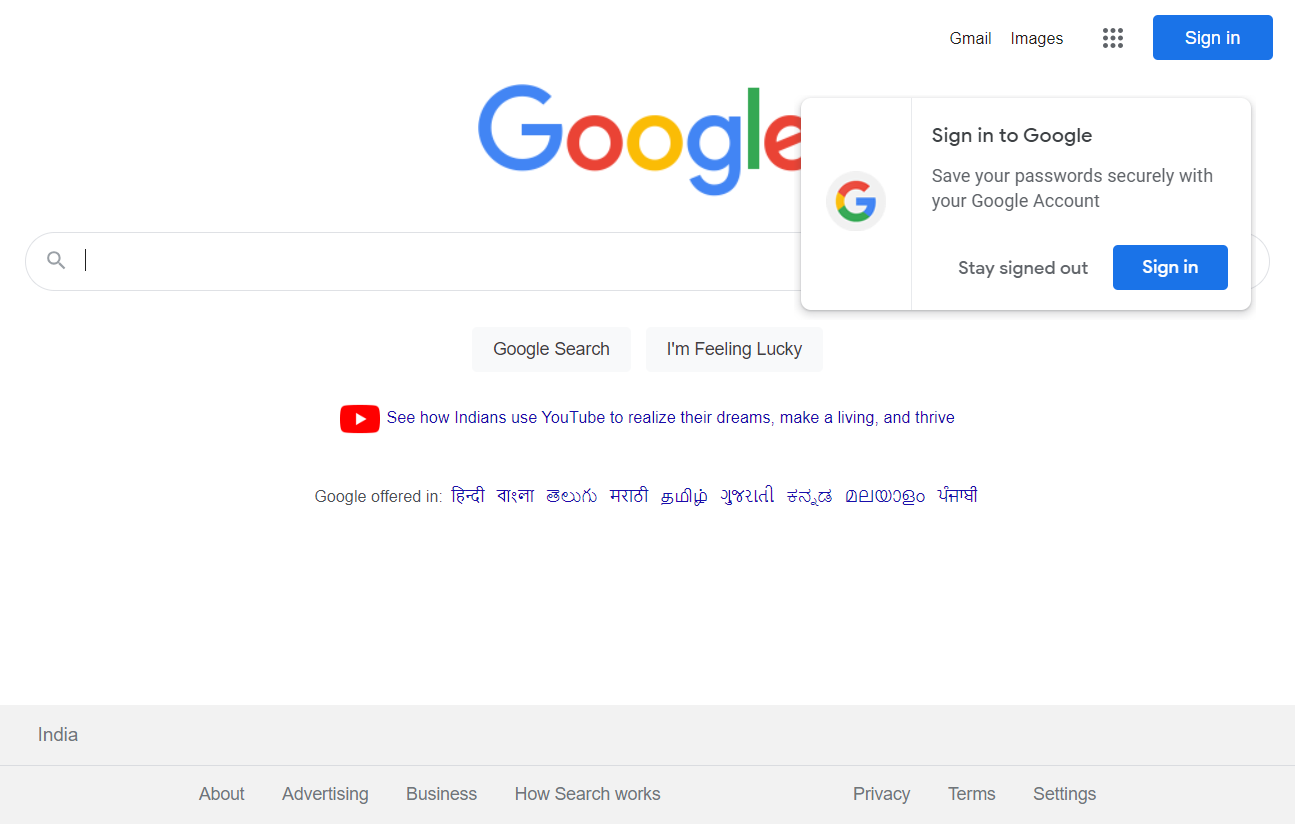 Gmail Images Sign in
Google
Sign in to Google
Save your passwords securely with
your Google Account
Stay signed out Sign in
Google Search I'm Feeling Lucky
See how Indians use YouTube to realize their dreams, make a living, and thrive
Google offered in: हिन्दी বাংলা తెలుగు मराठी தமிழ் ગુજરાતી ಕನ್ನಡ മലയാളം ਪੰਜਾਬੀ
India
About Advertising Business How Search works Privacy Terms Settings